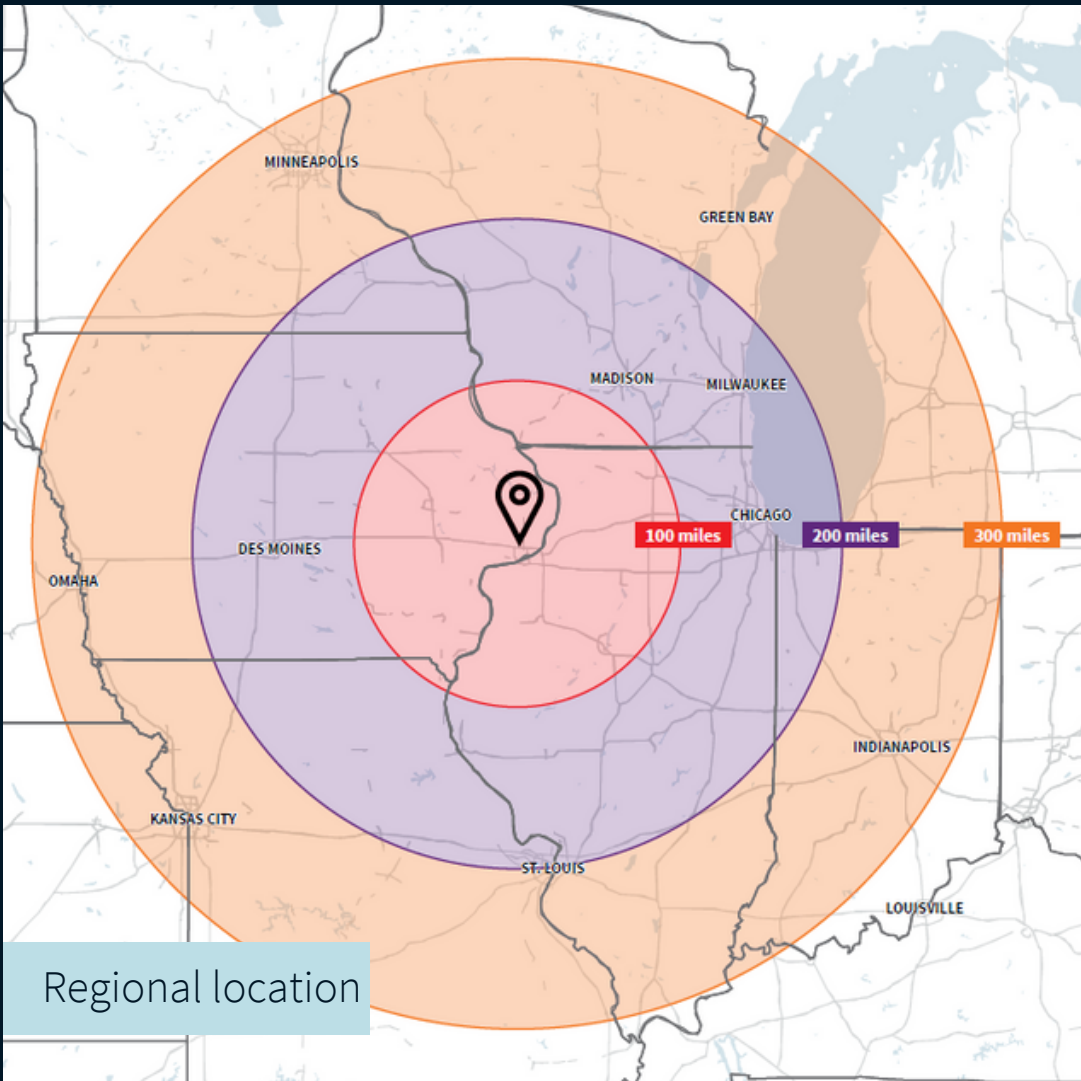 MINNEAPOLIS
GREEN BAY
MADISON
MILWAUKEE
CHICAGO
100 miles
200 miles
300 miles
DES MOINES
OMAHA
INDIANAPOLIS
KANSAS CITY
ST. LOUIS
LOUISVILLE
Regional location